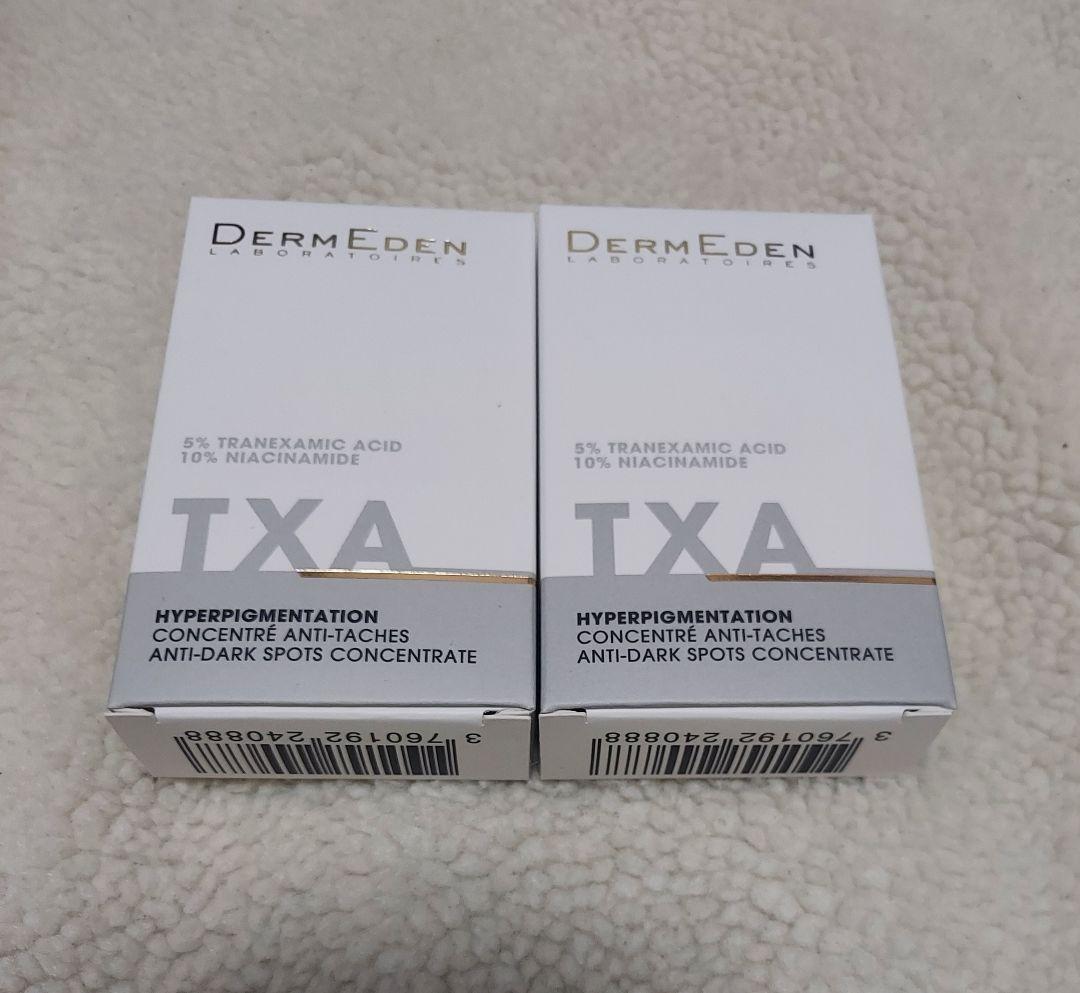 DERMEDEN
LABORATOIRES
5% TRANEXAMIC ACID
10% NIACINAMIDE
TXA
HYPERPIGMENTATION
CONCENTRÉ ANTI-TACHES
ANTI-DARK SPOTS CONCENTRATE
3 760192 240888
DERMEDEN
LABORATOIRES
5% TRANEXAMIC ACID
10% NIACINAMIDE
TXA
HYPERPIGMENTATION
CONCENTRÉ ANTI-TACHES
ANTI-DARK SPOTS CONCENTRATE
3 760192 240888